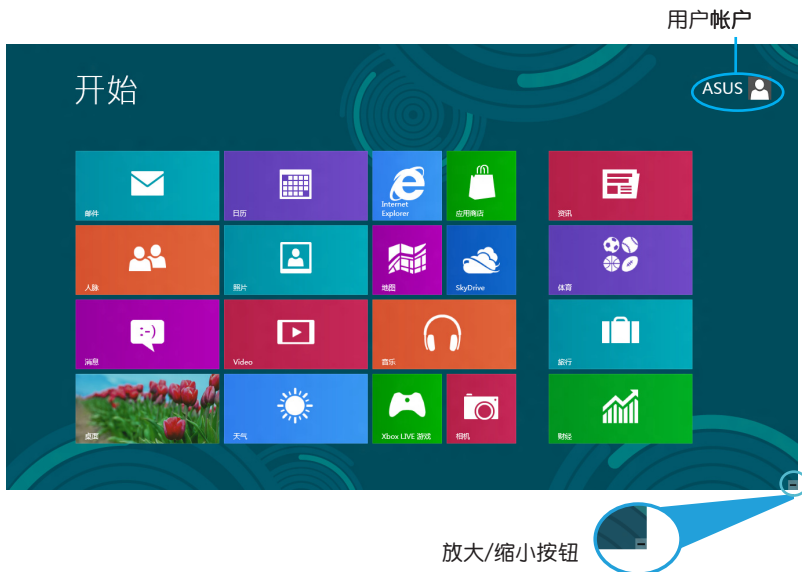 用户帐户
开始
ASUS
邮件
日历
Internet
Explorer
应用商店
资讯
人脉
照片
地图
SkyDrive
体育
消息
Video
音乐
旅行
桌面
天气
Xbox LIVE 游戏
相机
财经
放大/缩小按钮